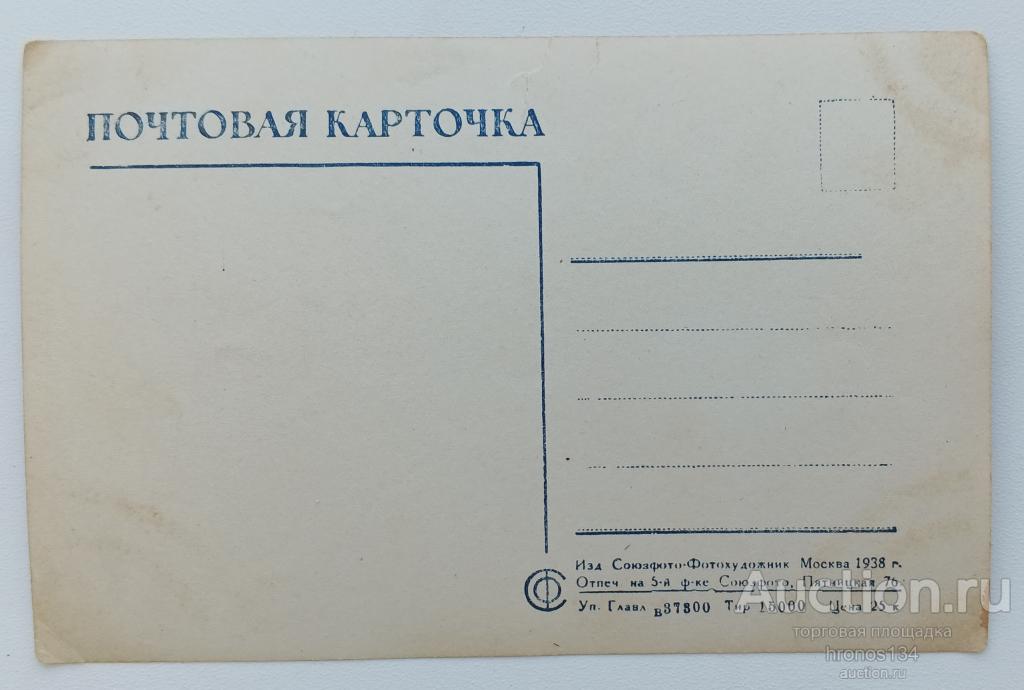 ПОЧТОВАЯ КАРТОЧКА
Изд Союзфото-Фотохудожник Москва 1938 г.
Отпеч на 5-й ф-ке Союзфото, Пятницкая 76
Уп. Главл в37800 Тир 15000 Цена 25 к
Auction.ru
торговая площадка
hronos134
auction.ru